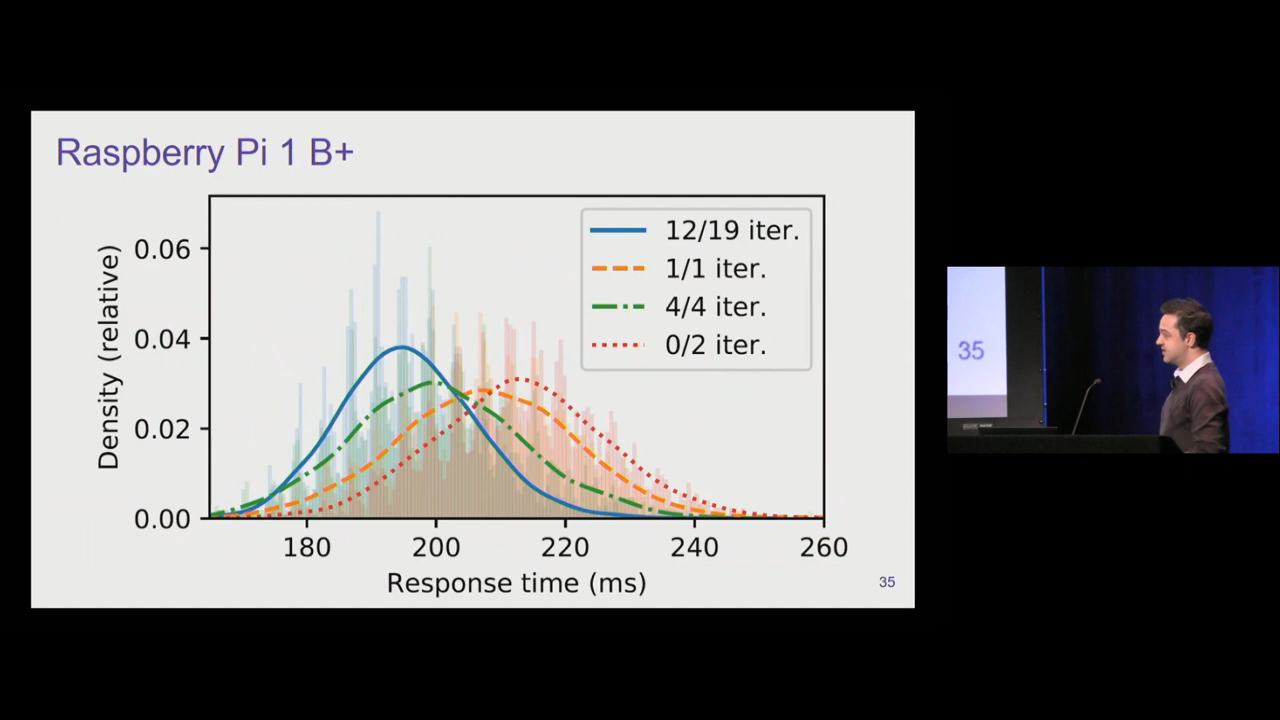 Raspberry Pi 1 B+
12/19 iter.
1/1 iter.
4/4 iter.
0/2 iter.
Density (relative)
0.06
0.04
0.02
0.00
180 200 220 240 260
Response time (ms)
35
35